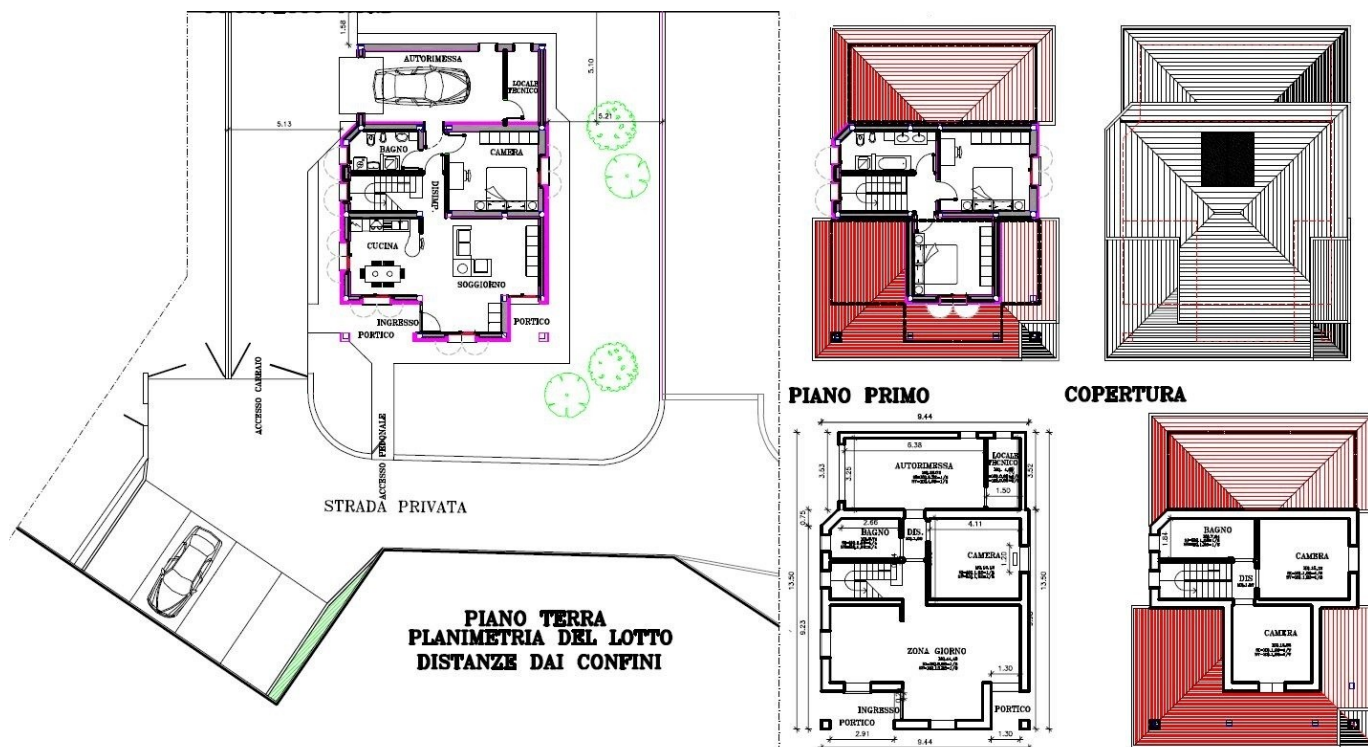 1.58
AUTORIMESSA
LOCALE
TECNICO
5.10
5.13
5.21
BAGNO
CAMERA
DISIMP.
CUCINA
SOGGIORNO
INGRESSO
PORTICO
PORTICO
ACCESSO CARRAIO
ACCESSO PEDONALE
STRADA PRIVATA
PIANO TERRA
PLANIMETRIA DEL LOTTO
DISTANZE DAI CONFINI
PIANO PRIMO
COPERTURA
9.44
6.38
AUTORIMESSA
LOCALE
TECNICO
3.53
3.25
3.52
1.50
0.75
2.66
4.11
BAGNO
DIS.
CAMERA
1.20
13.50
13.50
9.23
ZONA GIORNO
1.30
INGRESSO
PORTICO
PORTICO
2.91
1.30
9.44
1.84
BAGNO
CAMERA
DIS
CAMERA